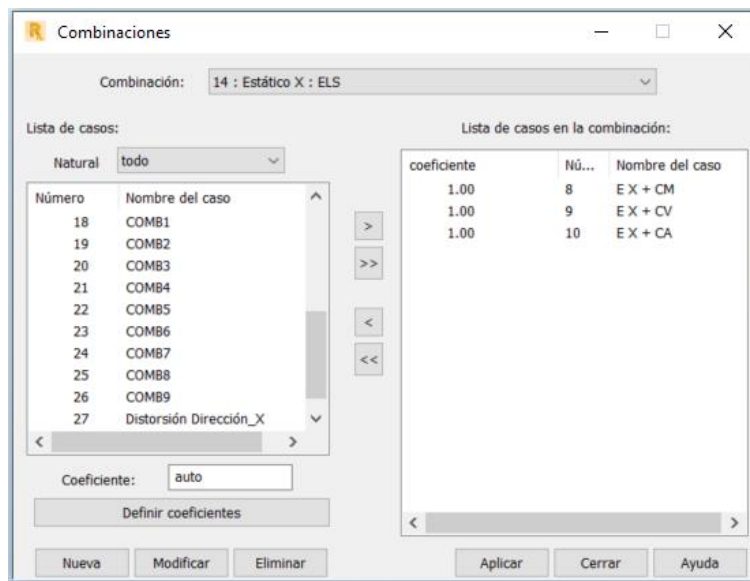 R Combinaciones
Combinación: 14 : Estático X : ELS
Lista de casos:
Natural todo
Número Nombre del caso
18 COMB1
19 COMB2
20 COMB3
21 COMB4
22 COMB5
23 COMB6
24 COMB7
25 COMB8
26 COMB9
27 Distorsión Dirección_X
Coeficiente: auto
Definir coeficientes
Nueva Modificar Eliminar
>
>>
<
<<
Lista de casos en la combinación:
coeficiente Nú... Nombre del caso
1.00 8 E X + CM
1.00 9 E X + CV
1.00 10 E X + CA
Aplicar Cerrar Ayuda